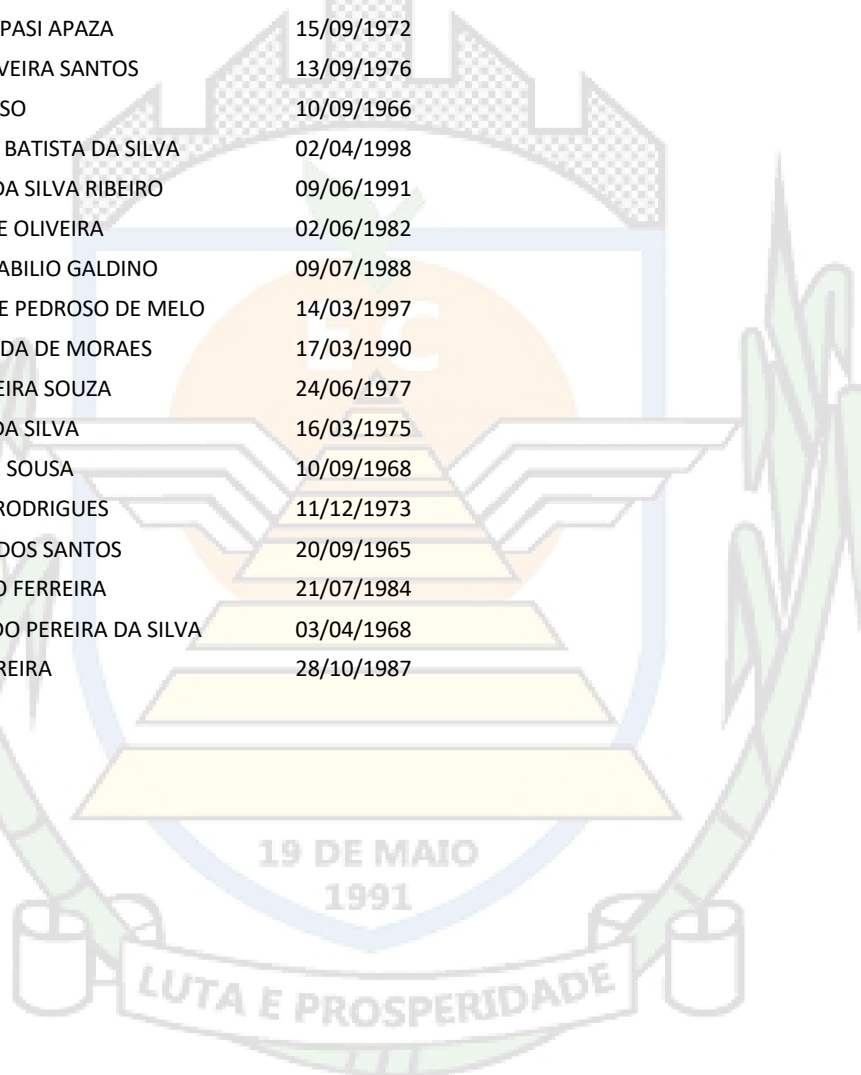 PASI APAZA 15/09/1972
VEIRA SANTOS 13/09/1976
SO 10/09/1966
BATISTA DA SILVA 02/04/1998
DA SILVA RIBEIRO 09/06/1991
E OLIVEIRA 02/06/1982
ABILIO GALDINO 09/07/1988
E PEDROSO DE MELO 14/03/1997
DA DE MORAES 17/03/1990
EIRA SOUZA 24/06/1977
DA SILVA 16/03/1975
SOUSA 10/09/1968
RODRIGUES 11/12/1973
DOS SANTOS 20/09/1965
O FERREIRA 21/07/1984
DO PEREIRA DA SILVA 03/04/1968
REIRA 28/10/1987
EC
19 DE MAIO
1991
LUTA E PROSPERIDADE